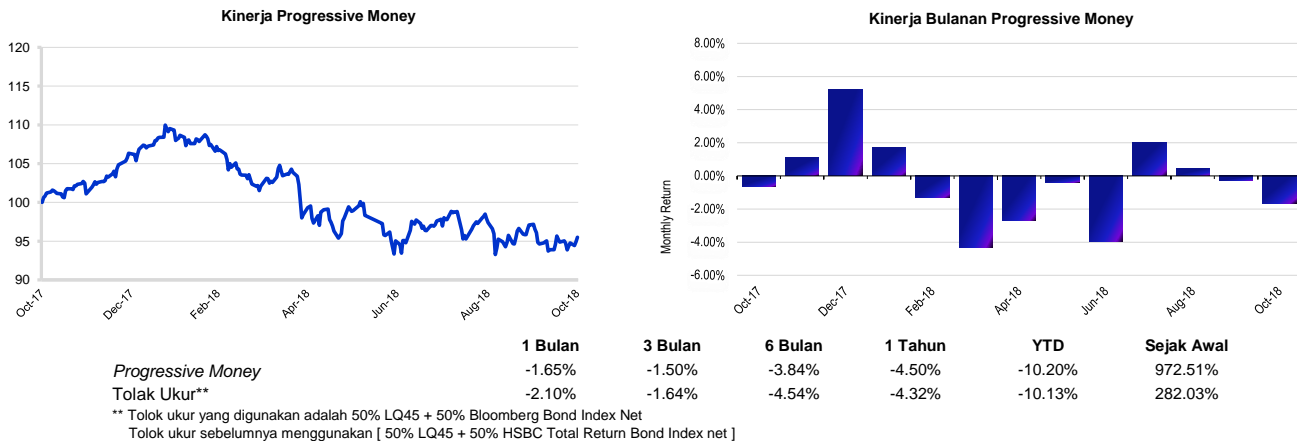 Kinerja Progressive Money
120
115
110
105
100
95
90
Oct-17
Dec-17
Feb-18
Apr-18
Jun-18
Aug-18
Oct-18
Kinerja Bulanan Progressive Money
8.00%
6.00%
4.00%
2.00%
0.00%
-2.00%
-4.00%
-6.00%
Monthly Return
Oct-17
Dec-17
Feb-18
Apr-18
Jun-18
Aug-18
Oct-18
1 Bulan 3 Bulan 6 Bulan 1 Tahun YTD Sejak Awal
Progressive Money -1.65% -1.50% -3.84% -4.50% -10.20% 972.51%
Tolak Ukur** -2.10% -1.64% -4.54% -4.32% -10.13% 282.03%
** Tolok ukur yang digunakan adalah 50% LQ45 + 50% Bloomberg Bond Index Net
Tolok ukur sebelumnya menggunakan [ 50% LQ45 + 50% HSBC Total Return Bond Index net ]